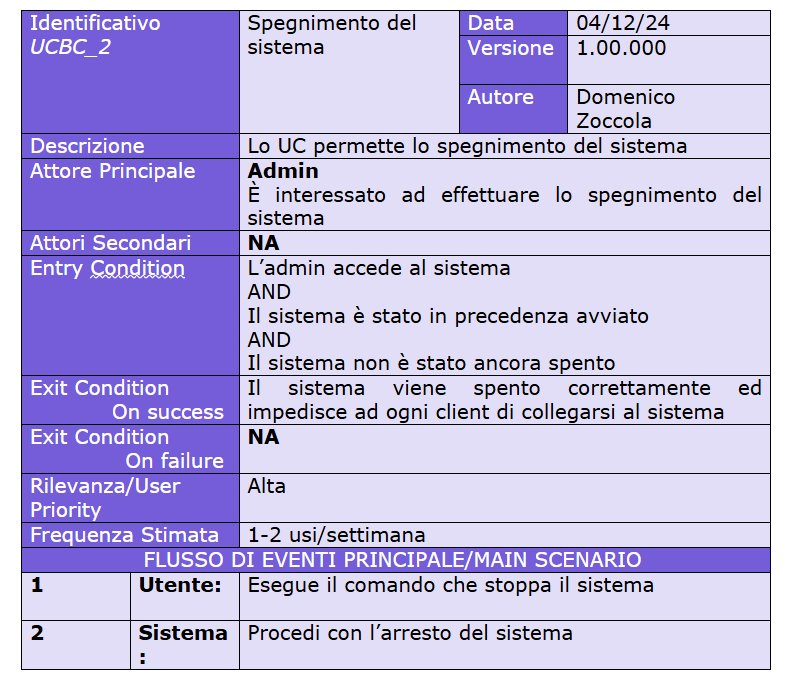 Identificativo
UCBC_2
Spegnimento del
sistema
Data
04/12/24
Versione
1.00.000
Autore
Domenico
Zoccola
Descrizione
Lo UC permette lo spegnimento del sistema
Attore Principale
Admin
È interessato ad effettuare lo spegnimento del
sistema
Attori Secondari
NA
Entry Condition
L’admin accede al sistema
AND
Il sistema è stato in precedenza avviato
AND
Il sistema non è stato ancora spento
Exit Condition
On success
Il sistema viene spento correttamente ed
impedisce ad ogni client di collegarsi al sistema
Exit Condition
On failure
NA
Rilevanza/User
Priority
Alta
Frequenza Stimata
1-2 usi/settimana
FLUSSO DI EVENTI PRINCIPALE/MAIN SCENARIO
1
Utente:
Esegue il comando che stoppa il sistema
2
Sistema
:
Procedi con l’arresto del sistema